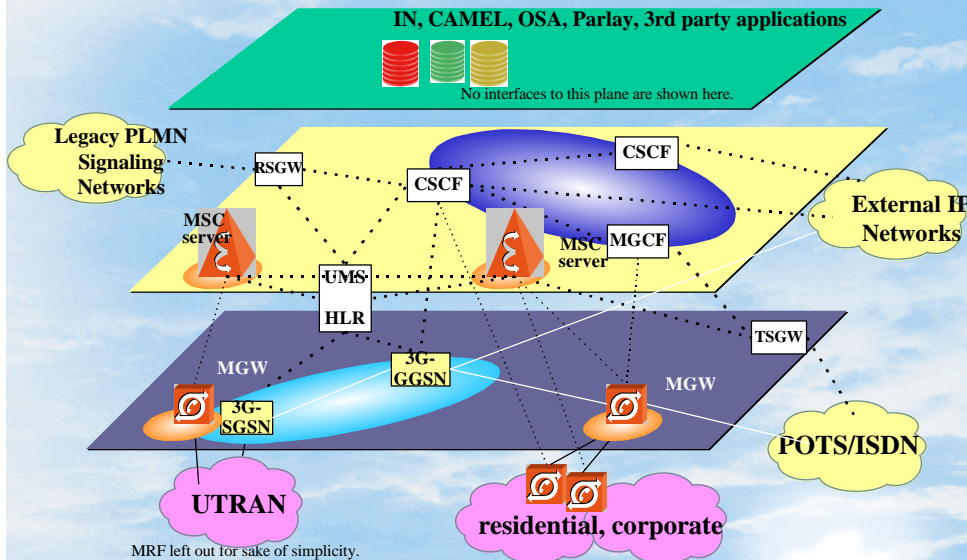 IN, CAMEL, OSA, Parlay, 3rd party applications
No interfaces to this plane are shown here.
Legacy PLMN
Signaling
Networks
RSGW
CSCF
CSCF
External IP
Networks
MSC
server
MSC
server
MGCF
UMS
HLR
TSGW
MGW
3G-
GGSN
MGW
3G-
SGSN
POTS/ISDN
UTRAN
residential, corporate
MRF left out for sake of simplicity.